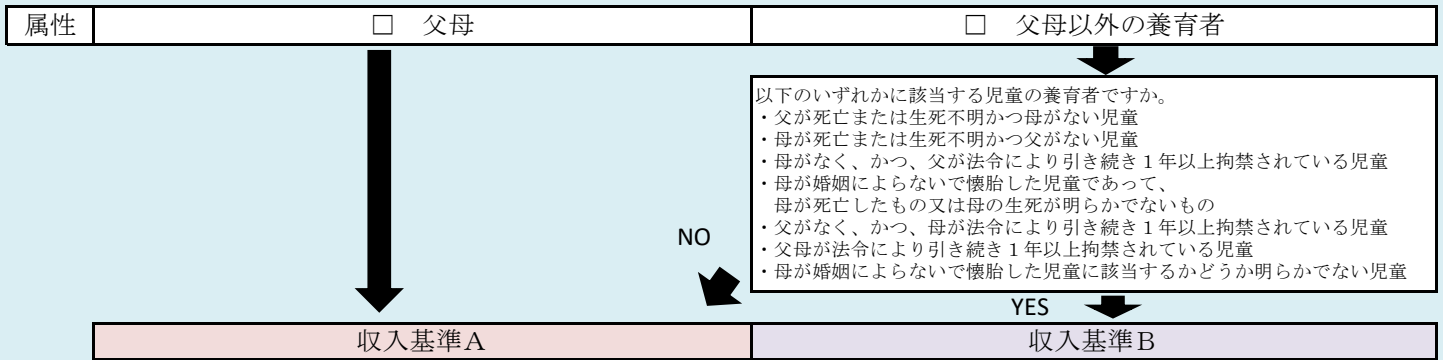 属性
□ 父母
□ 父母以外の養育者
以下のいずれかに該当する児童の養育者ですか。
・父が死亡または生死不明かつ母がない児童
・母が死亡または生死不明かつ父がない児童
・母がなく、かつ、父が法令により引き続き１年以上拘禁されている児童
・母が婚姻によらないで懐胎した児童であって、
母が死亡したもの又は母の生死が明らかでないもの
・父がなく、かつ、母が法令により引き続き１年以上拘禁されている児童
・父母が法令により引き続き１年以上拘禁されている児童
・母が婚姻によらないで懐胎した児童に該当するかどうか明らかでない児童
NO
YES
収入基準A
収入基準B